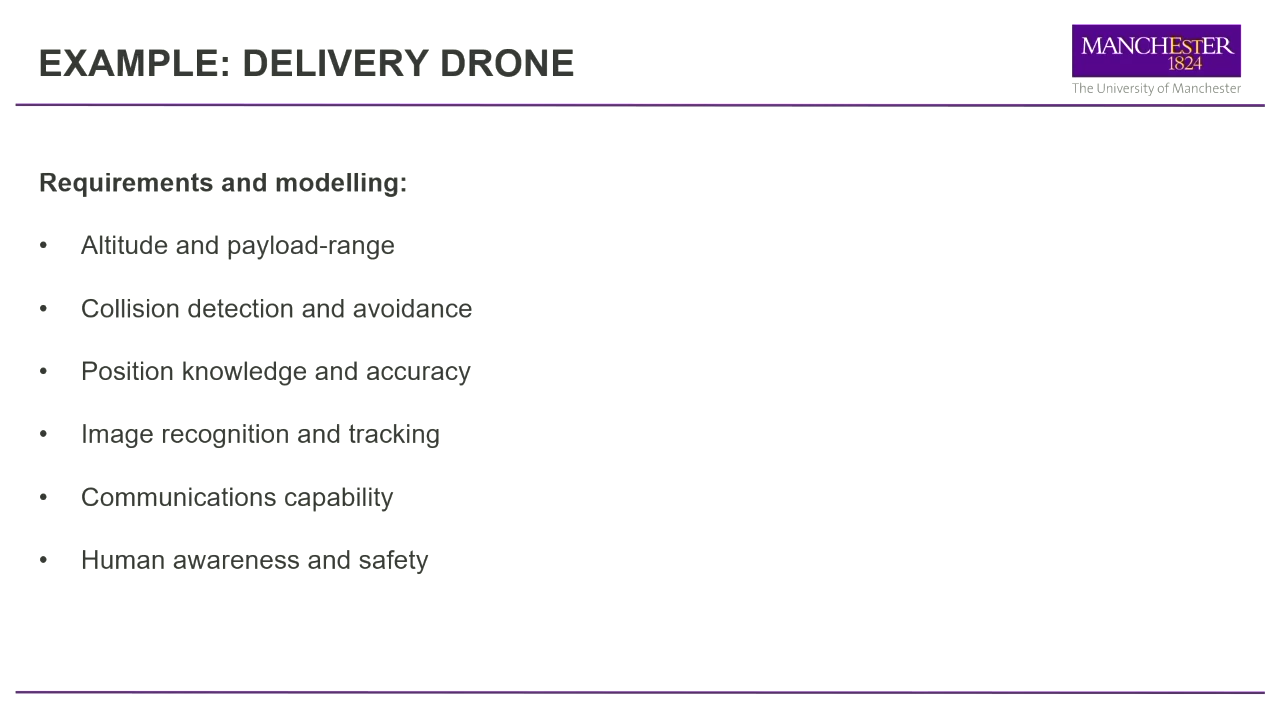 EXAMPLE: DELIVERY DRONE
MANCHEsTER
1824
The University of Manchester
Requirements and modelling:
• Altitude and payload-range
• Collision detection and avoidance
• Position knowledge and accuracy
• Image recognition and tracking
• Communications capability
• Human awareness and safety